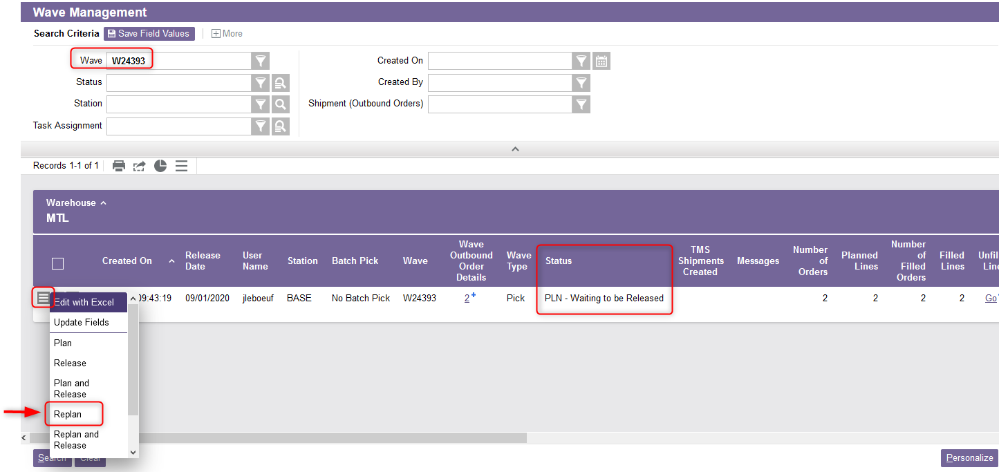 Wave Management
Search Criteria Save Field Values More
Wave W24393
Created On
Status
Created By
Station
Shipment (Outbound Orders)
Task Assignment
Records 1-1 of 1
Warehouse
MTL
Created On
Release
Date
User
Name
Station
Batch Pick
Wave
Wave
Outbound
Order
Details
Wave
Type
Status
TMS
Shipments
Created
Messages
Number
of
Orders
Planned
Lines
Number
of
Filled
Orders
Filled
Lines
Unfil
Line
09:43:19 09/01/2020 jleboeuf BASE No Batch Pick W24393 2+ Pick PLN - Waiting to be Released 2 2 2 2 Go
Edit with Excel
Update Fields
Plan
Release
Plan and
Release
Replan
Replan and
Release
Search Clear
Personalize